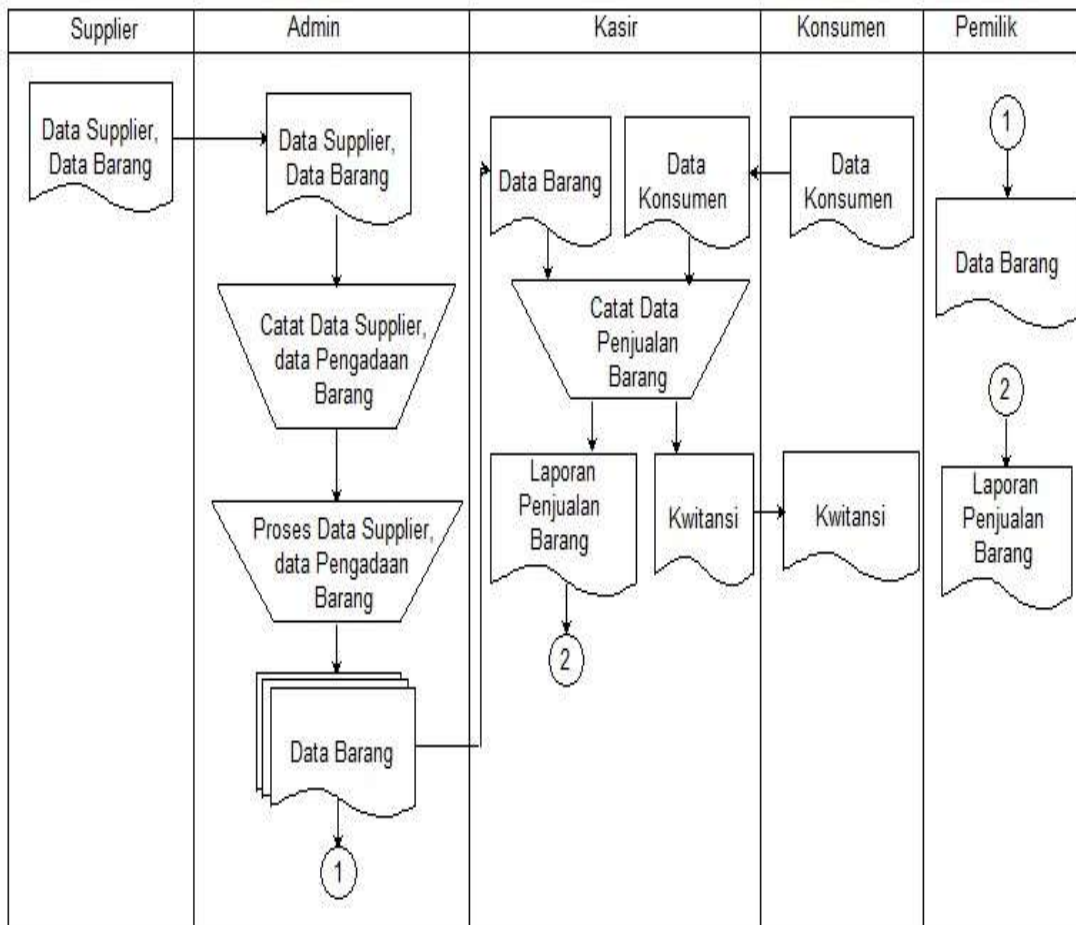 Supplier
Admin
Kasir
Konsumen
Pemilik
Data Supplier,
Data Barang
Data Supplier,
Data Barang
Catat Data Supplier,
data Pengadaan
Barang
Proses Data Supplier,
data Pengadaan
Barang
Data Barang
1
Data Barang
Data
Konsumen
Catat Data
Penjualan
Barang
Laporan
Penjualan
Barang
Kwitansi
2
Data
Konsumen
Kwitansi
1
Data Barang
2
Laporan
Penjualan
Barang